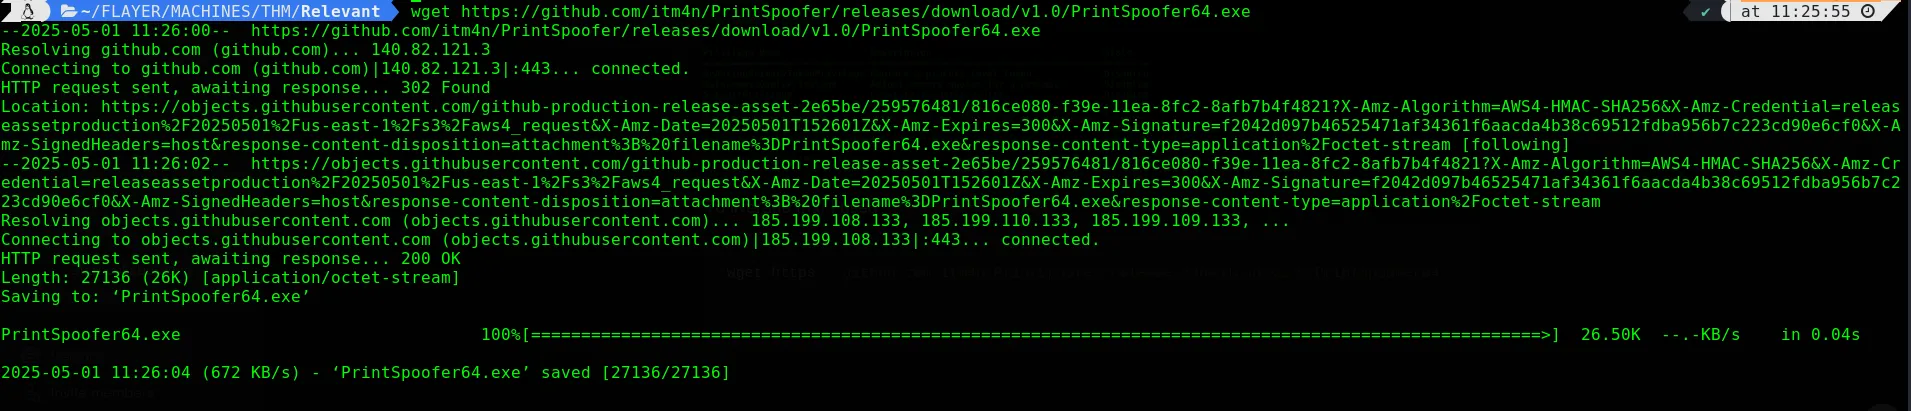 ~/FLAYER/MACHINES/THM/Relevant wget https://github.com/itm4n/PrintSpoofer/releases/download/v1.0/PrintSpoofer64.exe ✔ at 11:25:55
--2025-05-01 11:26:00-- https://github.com/itm4n/PrintSpoofer/releases/download/v1.0/PrintSpoofer64.exe
Resolving github.com (github.com)... 140.82.121.3
Connecting to github.com (github.com)|140.82.121.3|:443... connected.
HTTP request sent, awaiting response... 302 Found
Location: https://objects.githubusercontent.com/github-production-release-asset-2e65be/259576481/816ce080-f39e-11ea-8fc2-8afb7b4f4821?X-Amz-Algorithm=AWS4-HMAC-SHA256&X-Amz-Credential=releas
eassetproduction%2F20250501%2Fus-east-1%2Fs3%2Faws4_request&X-Amz-Date=20250501T152601Z&X-Amz-Expires=300&X-Amz-Signature=f2042d097b46525471af34361f6aacda4b38c69512fdba956b7c223cd90e6cf0&X-A
mz-SignedHeaders=host&response-content-disposition=attachment%3B%20filename%3DPrintSpoofer64.exe&response-content-type=application%2Foctet-stream [following]
--2025-05-01 11:26:02-- https://objects.githubusercontent.com/github-production-release-asset-2e65be/259576481/816ce080-f39e-11ea-8fc2-8afb7b4f4821?X-Amz-Algorithm=AWS4-HMAC-SHA256&X-Amz-Cr
edential=releaseassetproduction%2F20250501%2Fus-east-1%2Fs3%2Faws4_request&X-Amz-Date=20250501T152601Z&X-Amz-Expires=300&X-Amz-Signature=f2042d097b46525471af34361f6aacda4b38c69512fdba956b7c2
23cd90e6cf0&X-Amz-SignedHeaders=host&response-content-disposition=attachment%3B%20filename%3DPrintSpoofer64.exe&response-content-type=application%2Foctet-stream
Resolving objects.githubusercontent.com (objects.githubusercontent.com)... 185.199.108.133, 185.199.110.133, 185.199.109.133, ...
Connecting to objects.githubusercontent.com (objects.githubusercontent.com)|185.199.108.133|:443... connected.
HTTP request sent, awaiting response... 200 OK
Length: 27136 (26K) [application/octet-stream]
Saving to: ‘PrintSpoofer64.exe’
PrintSpoofer64.exe 100%[=====================================================================================================>] 26.50K --.-KB/s in 0.04s
2025-05-01 11:26:04 (672 KB/s) - ‘PrintSpoofer64.exe’ saved [27136/27136]